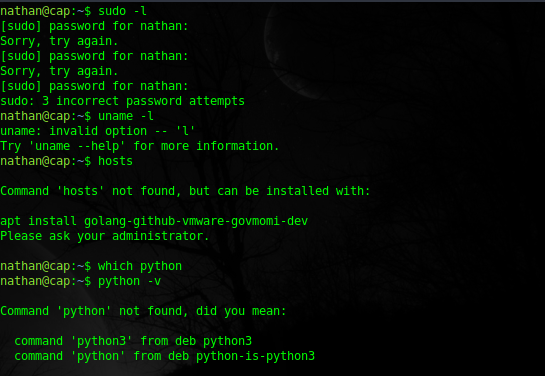 nathan@cap:~$ sudo -l
[sudo] password for nathan:
Sorry, try again.
[sudo] password for nathan:
Sorry, try again.
[sudo] password for nathan:
sudo: 3 incorrect password attempts
nathan@cap:~$ uname -l
uname: invalid option -- 'l'
Try 'uname --help' for more information.
nathan@cap:~$ hosts
Command 'hosts' not found, but can be installed with:
apt install golang-github-vmware-govmomi-dev
Please ask your administrator.
nathan@cap:~$ which python
nathan@cap:~$ python -v
Command 'python' not found, did you mean:
command 'python3' from deb python3
command 'python' from deb python-is-python3